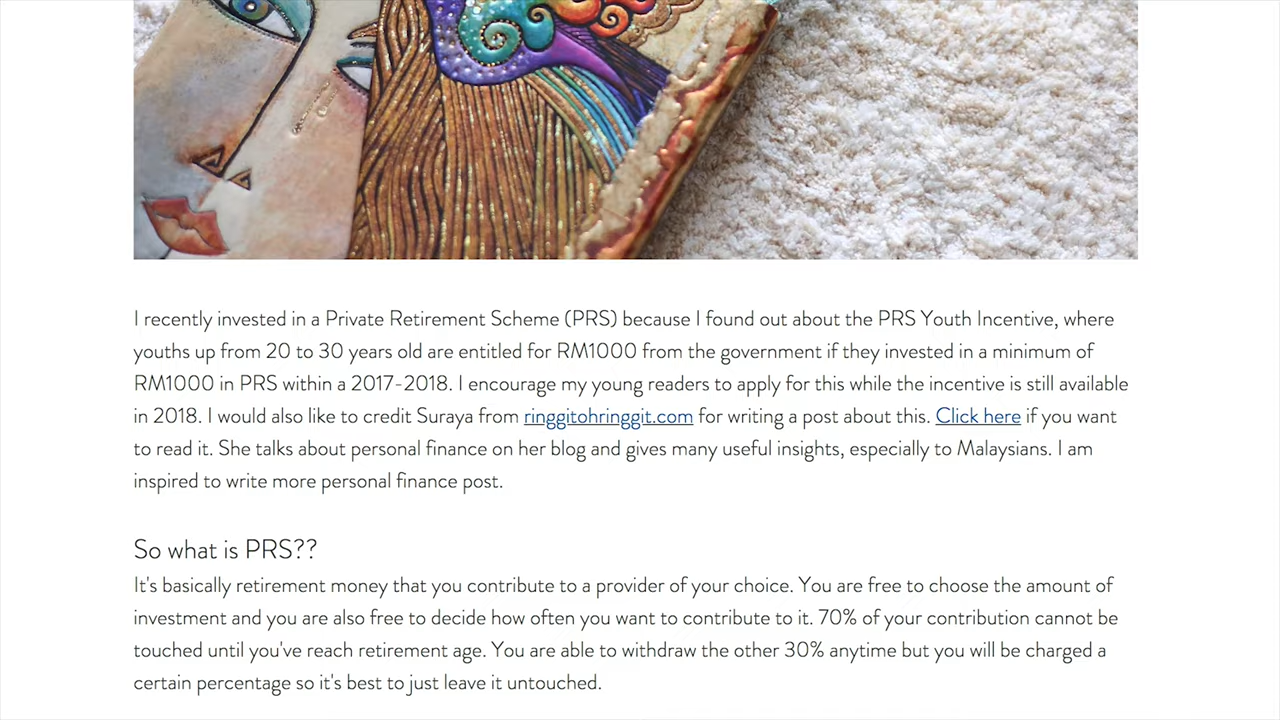 I recently invested in a Private Retirement Scheme (PRS) because I found out about the PRS Youth Incentive, where
youths up from 20 to 30 years old are entitled for RM1000 from the government if they invested in a minimum of
RM1000 in PRS within a 2017-2018. I encourage my young readers to apply for this while the incentive is still available
in 2018. I would also like to credit Suraya from ringgitohringgit.com for writing a post about this. Click here if you want
to read it. She talks about personal finance on her blog and gives many useful insights, especially to Malaysians. I am
inspired to write more personal finance post.
So what is PRS??
It's basically retirement money that you contribute to a provider of your choice. You are free to choose the amount of
investment and you are also free to decide how often you want to contribute to it. 70% of your contribution cannot be
touched until you've reach retirement age. You are able to withdraw the other 30% anytime but you will be charged a
certain percentage so it's best to just leave it untouched.